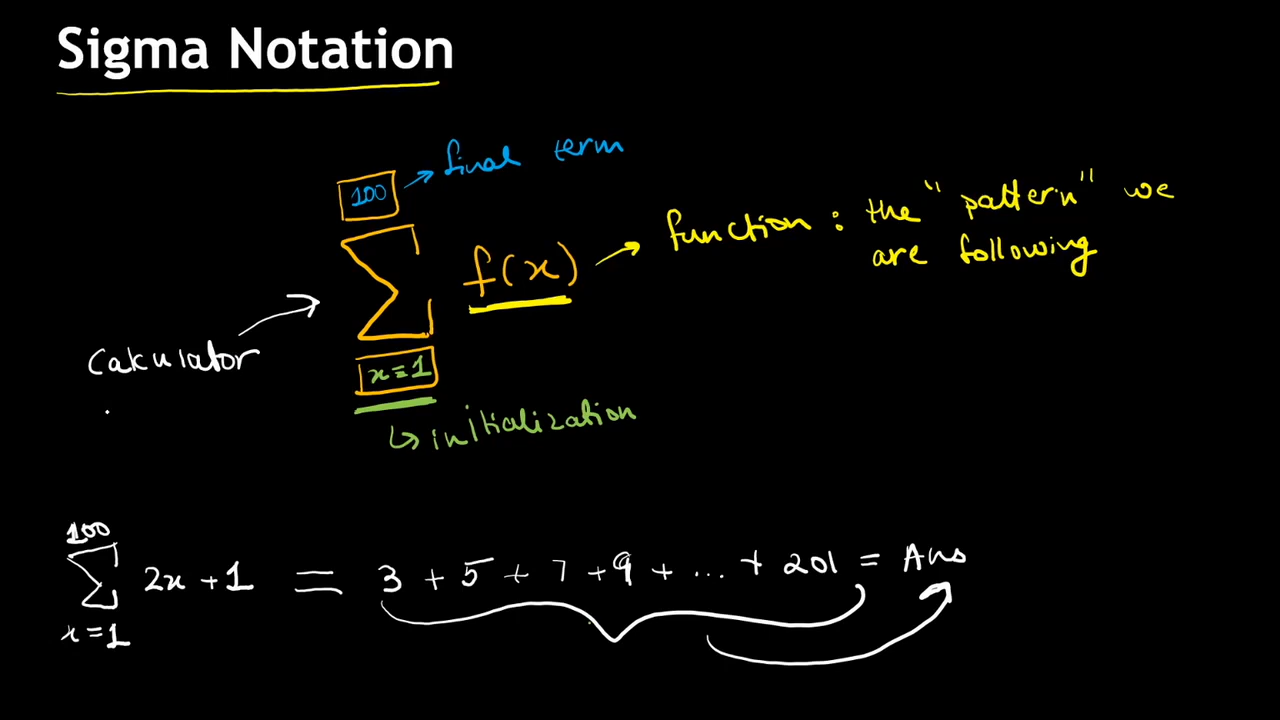 Sigma Notation
100 → final term
∑ f(x) → function : the "pattern" we
are following
Calculator →
x = 1
↳ initialization
100
∑ 2x + 1 = 3 + 5 + 7 + 9 + ... + 201 = Ans
x = 1